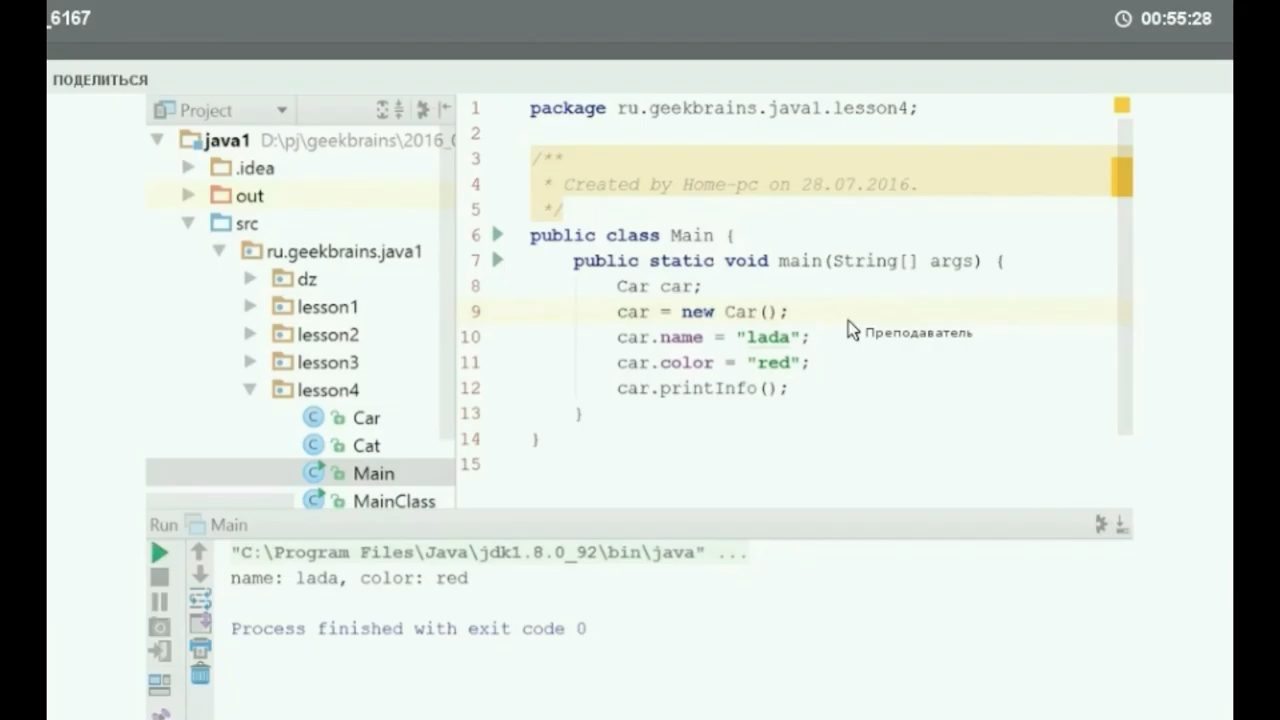 _6167
00:55:28
ПОДЕЛИТЬСЯ
Project
java1 D:\pj\geekbrains\2016_
.idea
out
src
ru.geekbrains.java1
dz
lesson1
lesson2
lesson3
lesson4
Car
Cat
Main
MainClass
1 package ru.geekbrains.java1.lesson4;
2
3 /**
4 * Created by Home-pc on 28.07.2016.
5 */
6 public class Main {
7 public static void main(String[] args) {
8 Car car;
9 car = new Car();
10 car.name = "lada";
Преподаватель
11 car.color = "red";
12 car.printInfo();
13 }
14 }
15
Run Main
"C:\Program Files\Java\jdk1.8.0_92\bin\java" ...
name: lada, color: red
Process finished with exit code 0